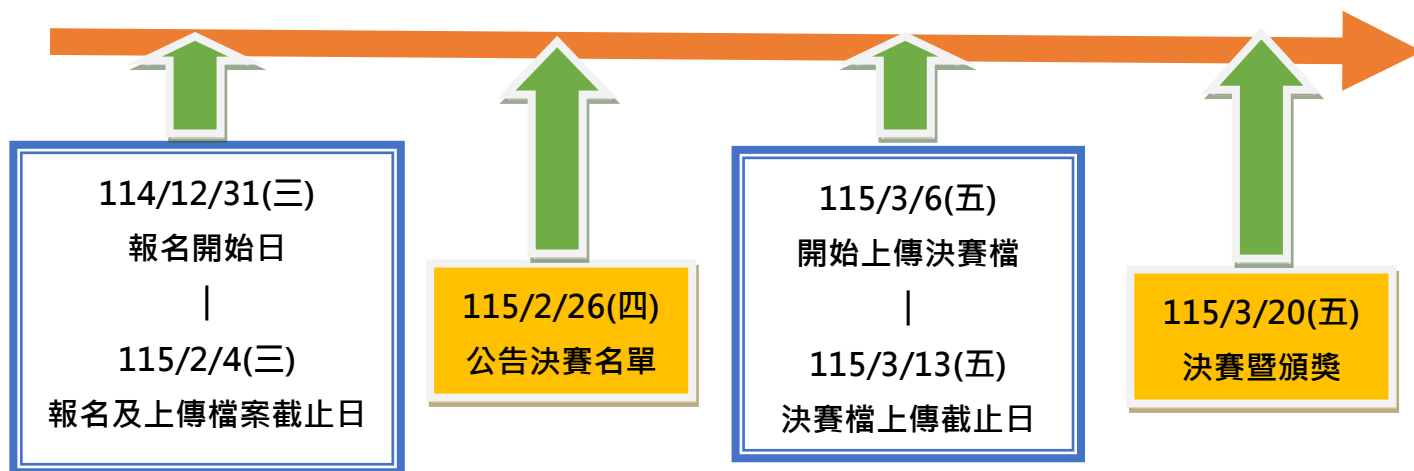 114/12/31(三)
報名開始日
|
115/2/4(三)
報名及上傳檔案截止日
115/2/26(四)
公告決賽名單
115/3/6(五)
開始上傳決賽檔
|
115/3/13(五)
決賽檔上傳截止日
115/3/20(五)
決賽暨頒獎